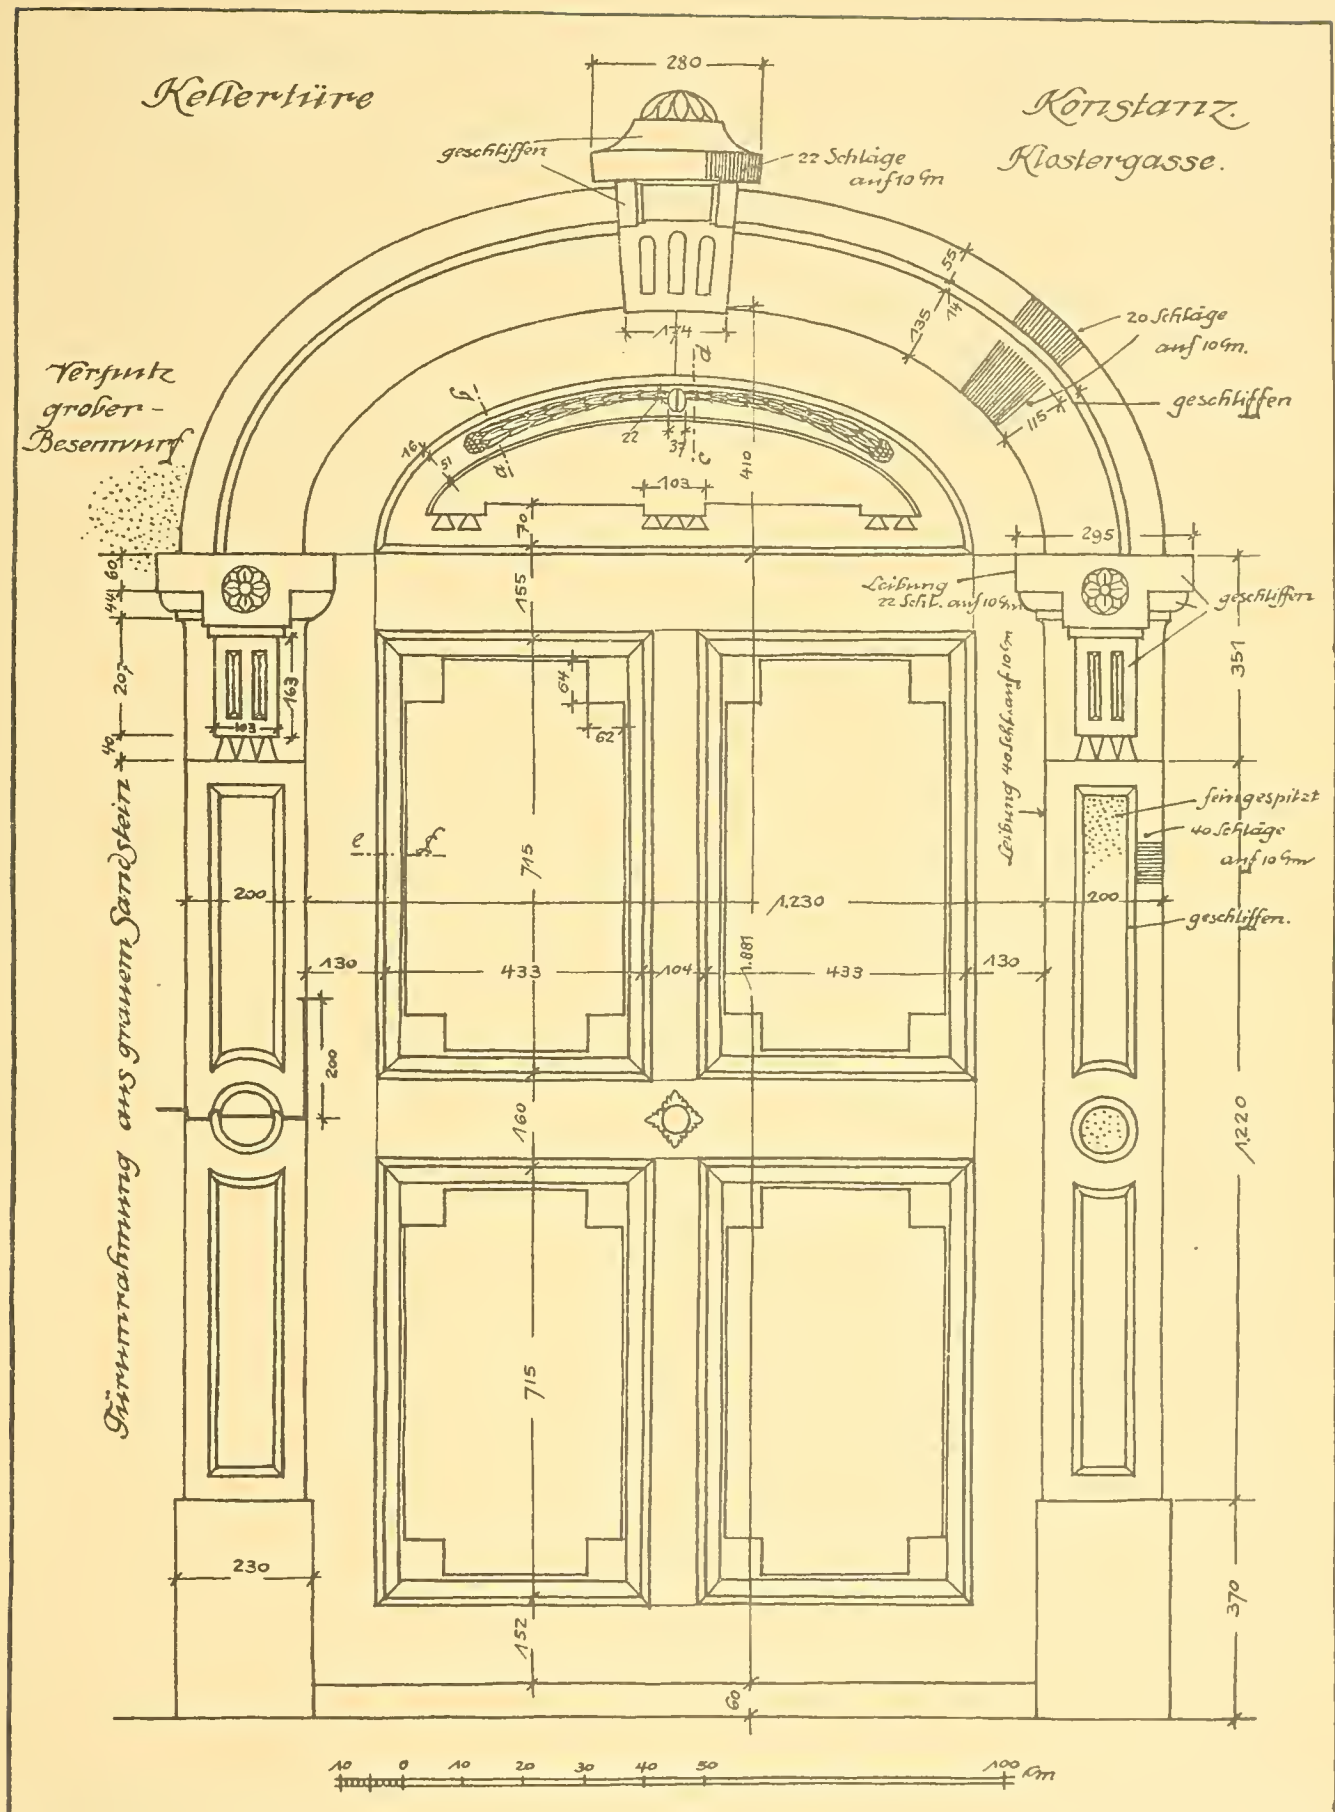 280
Kellertüre
Konstanz.
Klostergasse.
geschliffen
22 Schläge
auf 10 cm
55
14
135
20 Schläge
auf 10 cm.
geschliffen
115
174
Verputz
grober-
Besenwurf
g
d
16
51
a
22
37
c
410
103
70
295
60
44
155
Leibung
22 Schl. auf 10 cm
geschliffen
207
163
103
40
64
62
351
Leibung 40 Schl. auf 10 cm
feingespitzt
40 Schläge
auf 10 cm
e
f
715
200
1.230
200
geschliffen.
130
433
104
1.881
433
130
200
Türumrahmung aus grauem Sandstein
160
1.220
715
230
370
152
60
10 0 10 20 30 40 50 100 cm